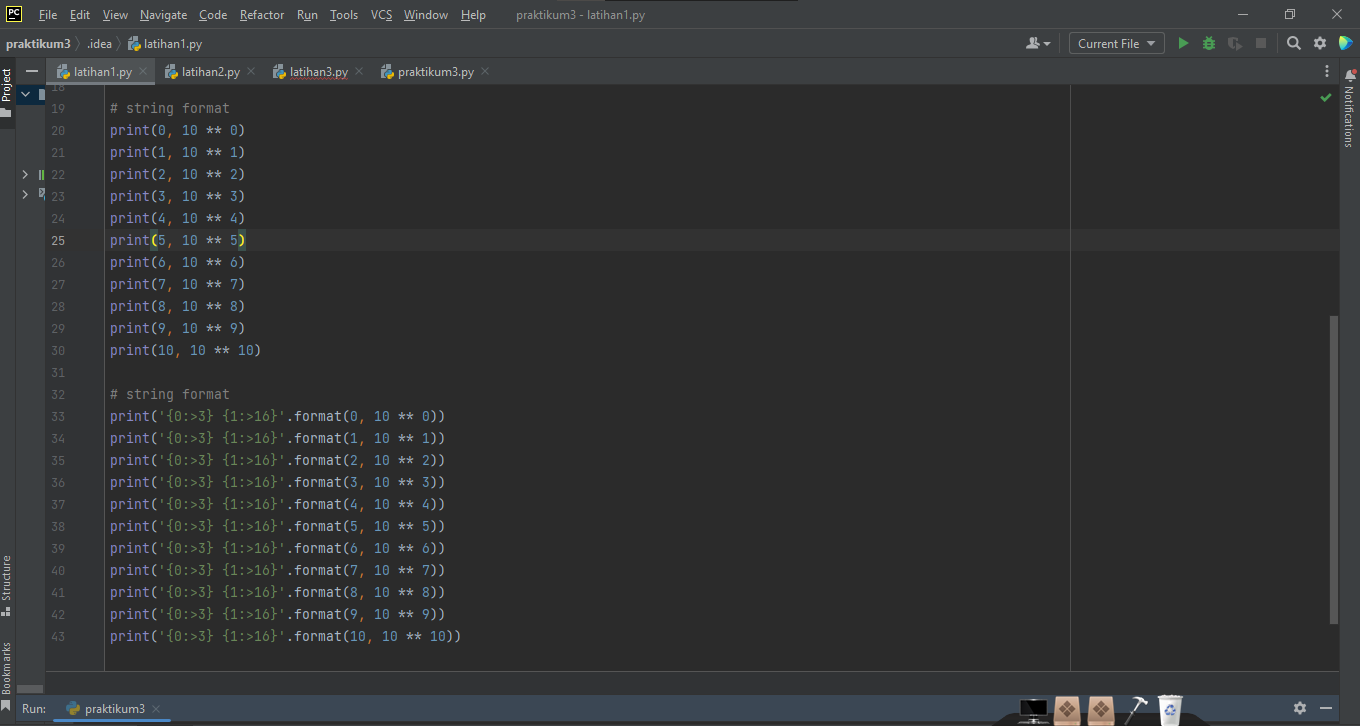 PC File Edit View Navigate Code Refactor Run Tools VCS Window Help praktikum3 - latihan1.py
praktikum3 .idea latihan1.py Current File
Project latihan1.py latihan2.py latihan3.py praktikum3.py
18
19 # string format
20 print(0, 10 ** 0)
21 print(1, 10 ** 1)
22 print(2, 10 ** 2)
23 print(3, 10 ** 3)
24 print(4, 10 ** 4)
25 print(5, 10 ** 5)
26 print(6, 10 ** 6)
27 print(7, 10 ** 7)
28 print(8, 10 ** 8)
29 print(9, 10 ** 9)
30 print(10, 10 ** 10)
31
32 # string format
33 print('{0:>3} {1:>16}'.format(0, 10 ** 0))
34 print('{0:>3} {1:>16}'.format(1, 10 ** 1))
35 print('{0:>3} {1:>16}'.format(2, 10 ** 2))
36 print('{0:>3} {1:>16}'.format(3, 10 ** 3))
37 print('{0:>3} {1:>16}'.format(4, 10 ** 4))
38 print('{0:>3} {1:>16}'.format(5, 10 ** 5))
39 print('{0:>3} {1:>16}'.format(6, 10 ** 6))
40 print('{0:>3} {1:>16}'.format(7, 10 ** 7))
41 print('{0:>3} {1:>16}'.format(8, 10 ** 8))
42 print('{0:>3} {1:>16}'.format(9, 10 ** 9))
43 print('{0:>3} {1:>16}'.format(10, 10 ** 10))
Notifications
Structure
Bookmarks
Run: praktikum3